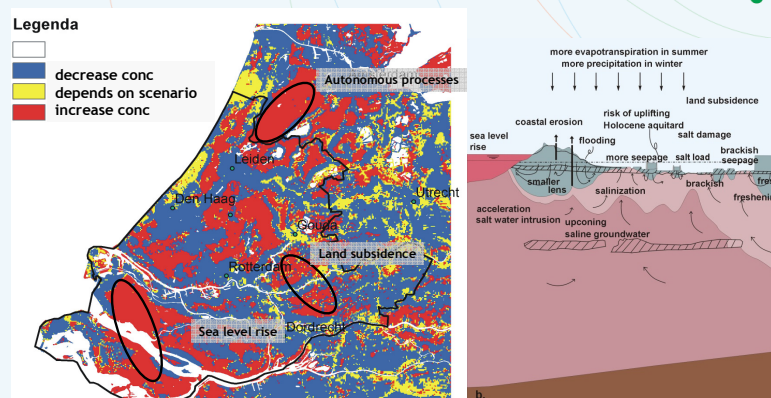 Legenda
decrease conc
depends on scenario
increase conc
Autonomous processes
Leiden
Den Haag
Utrecht
Gouda
Land subsidence
Rotterdam
Sea level rise
Dordrecht
more evapotranspiration in summer
more precipitation in winter
land subsidence
risk of uplifting
Holocene aquitard
coastal erosion
salt damage
sea level
rise
flooding
brackish
seepage
more seepage
salt load
smaller
lens
salinization
brackish
freshening
acceleration
salt water intrusion
upconing
saline groundwater
b.